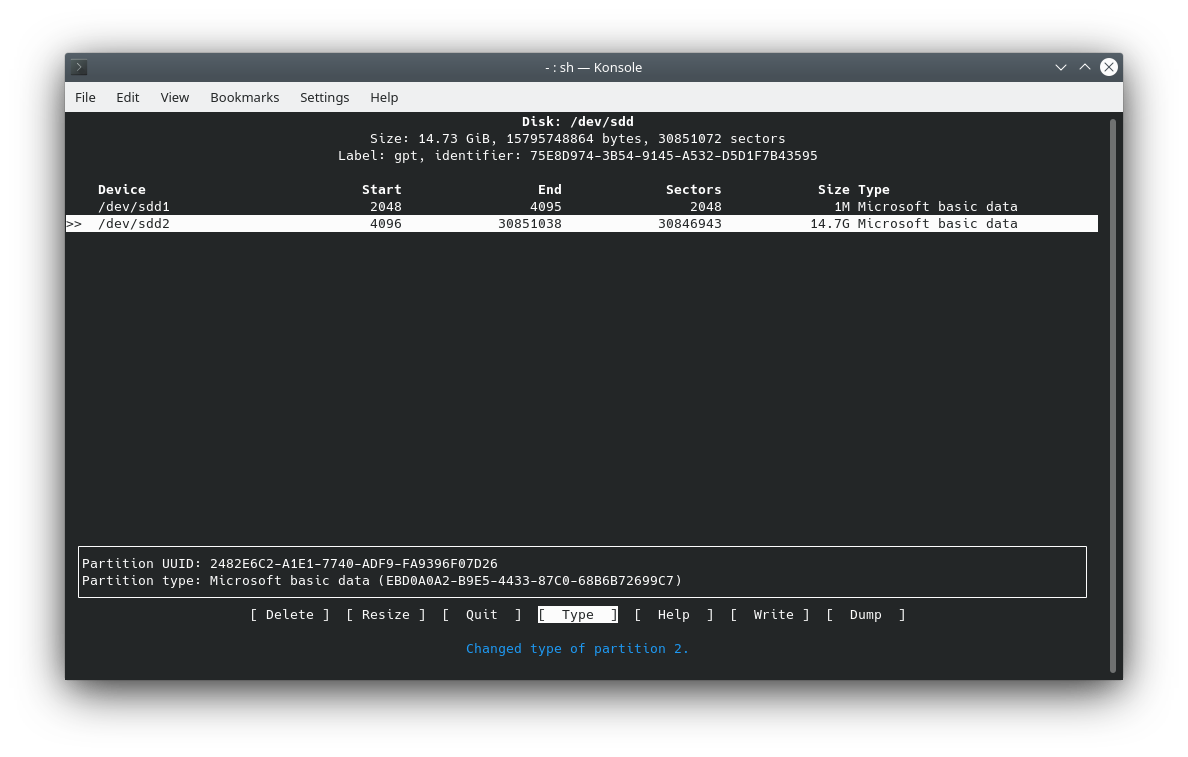 - : sh — Konsole
File Edit View Bookmarks Settings Help
Disk: /dev/sdd
Size: 14.73 GiB, 15795748864 bytes, 30851072 sectors
Label: gpt, identifier: 75E8D974-3B54-9145-A532-D5D1F7B43595
Device Start End Sectors Size Type
/dev/sdd1 2048 4095 2048 1M Microsoft basic data
>> /dev/sdd2 4096 30851038 30846943 14.7G Microsoft basic data
Partition UUID: 2482E6C2-A1E1-7740-ADF9-FA9396F07D26
Partition type: Microsoft basic data (EBD0A0A2-B9E5-4433-87C0-68B6B72699C7)
[ Delete ] [ Resize ] [ Quit ] [ Type ] [ Help ] [ Write ] [ Dump ]
Changed type of partition 2.